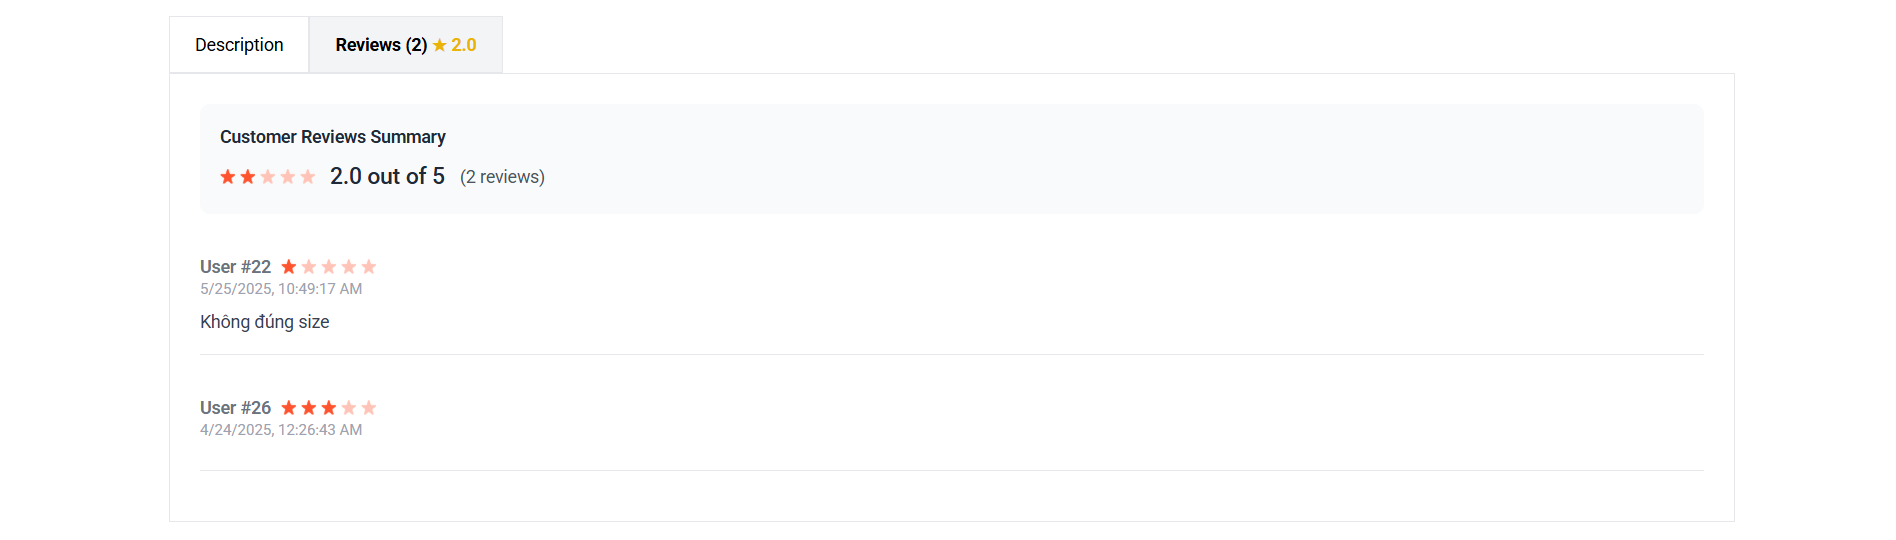 Description
Reviews (2) ★ 2.0
Customer Reviews Summary
2.0 out of 5 (2 reviews)
User #22
5/25/2025, 10:49:17 AM
Không đúng size
User #26
4/24/2025, 12:26:43 AM